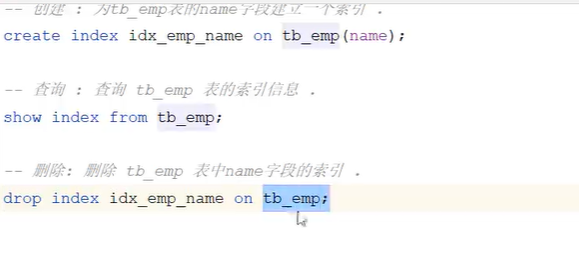 -- 创建 : 为tb_emp表的name字段建立一个索引 .
create index idx_emp_name on tb_emp(name);
-- 查询 : 查询 tb_emp 表的索引信息 .
show index from tb_emp;
-- 删除: 删除 tb_emp 表中name字段的索引 .
drop index idx_emp_name on tb_emp;